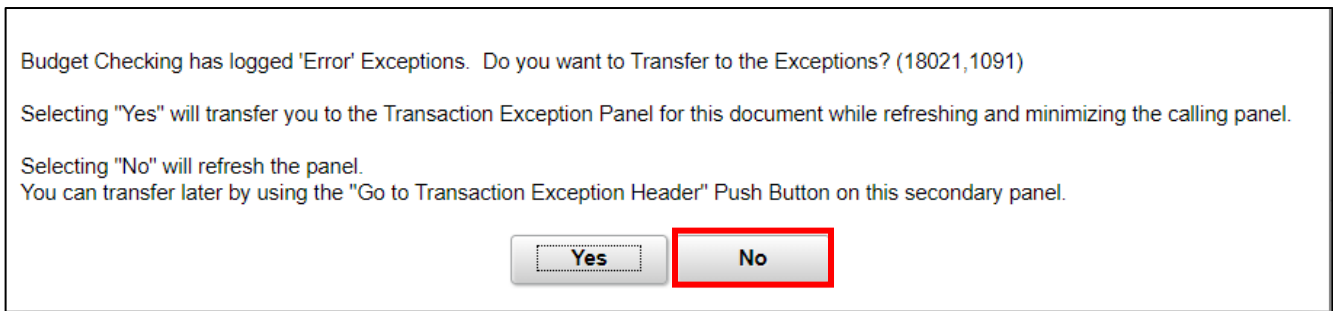 Budget Checking has logged 'Error' Exceptions.  Do you want to Transfer to the Exceptions? (18021,1091)
Selecting "Yes" will transfer you to the Transaction Exception Panel for this document while refreshing and minimizing the calling panel.
Selecting "No" will refresh the panel.
You can transfer later by using the "Go to Transaction Exception Header" Push Button on this secondary panel.
Yes No